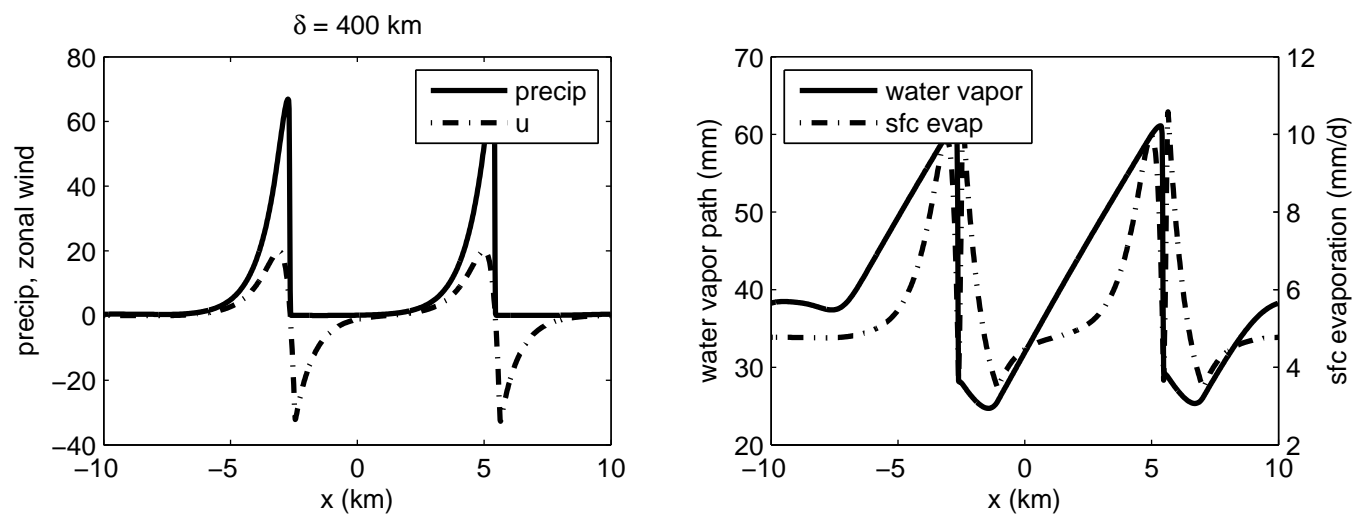 δ = 400 km
precip, zonal wind
80
60
40
20
0
−20
−40
−10
−5
0
5
10
x (km)
precip
u
water vapor path (mm)
70
60
50
40
30
20
−10
−5
0
5
10
x (km)
water vapor
sfc evap
12
10
8
6
4
2
sfc evaporation (mm/d)